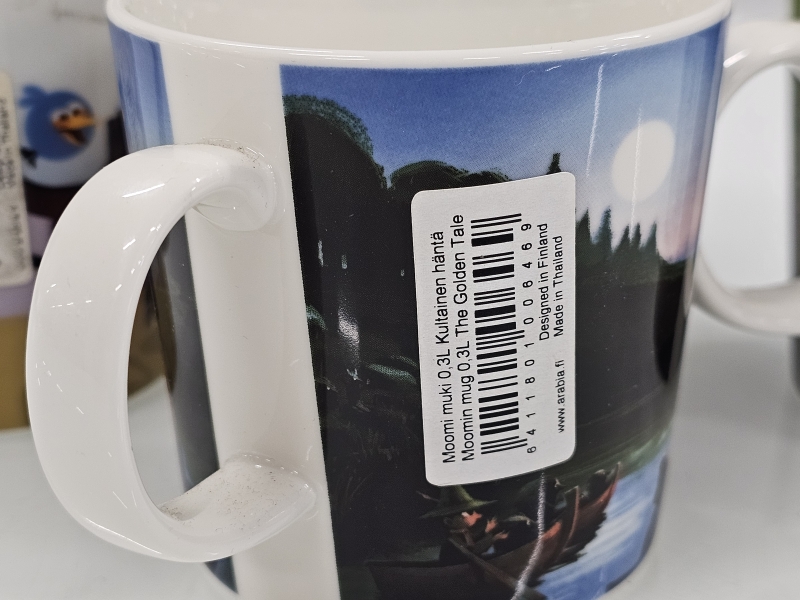 Moomi muki 0,3L Kultainen häntä
Moomin mug 0,3L The Golden Tale
6 411801 006469
www.arabia.fi
Designed in Finland
Made in Thailand